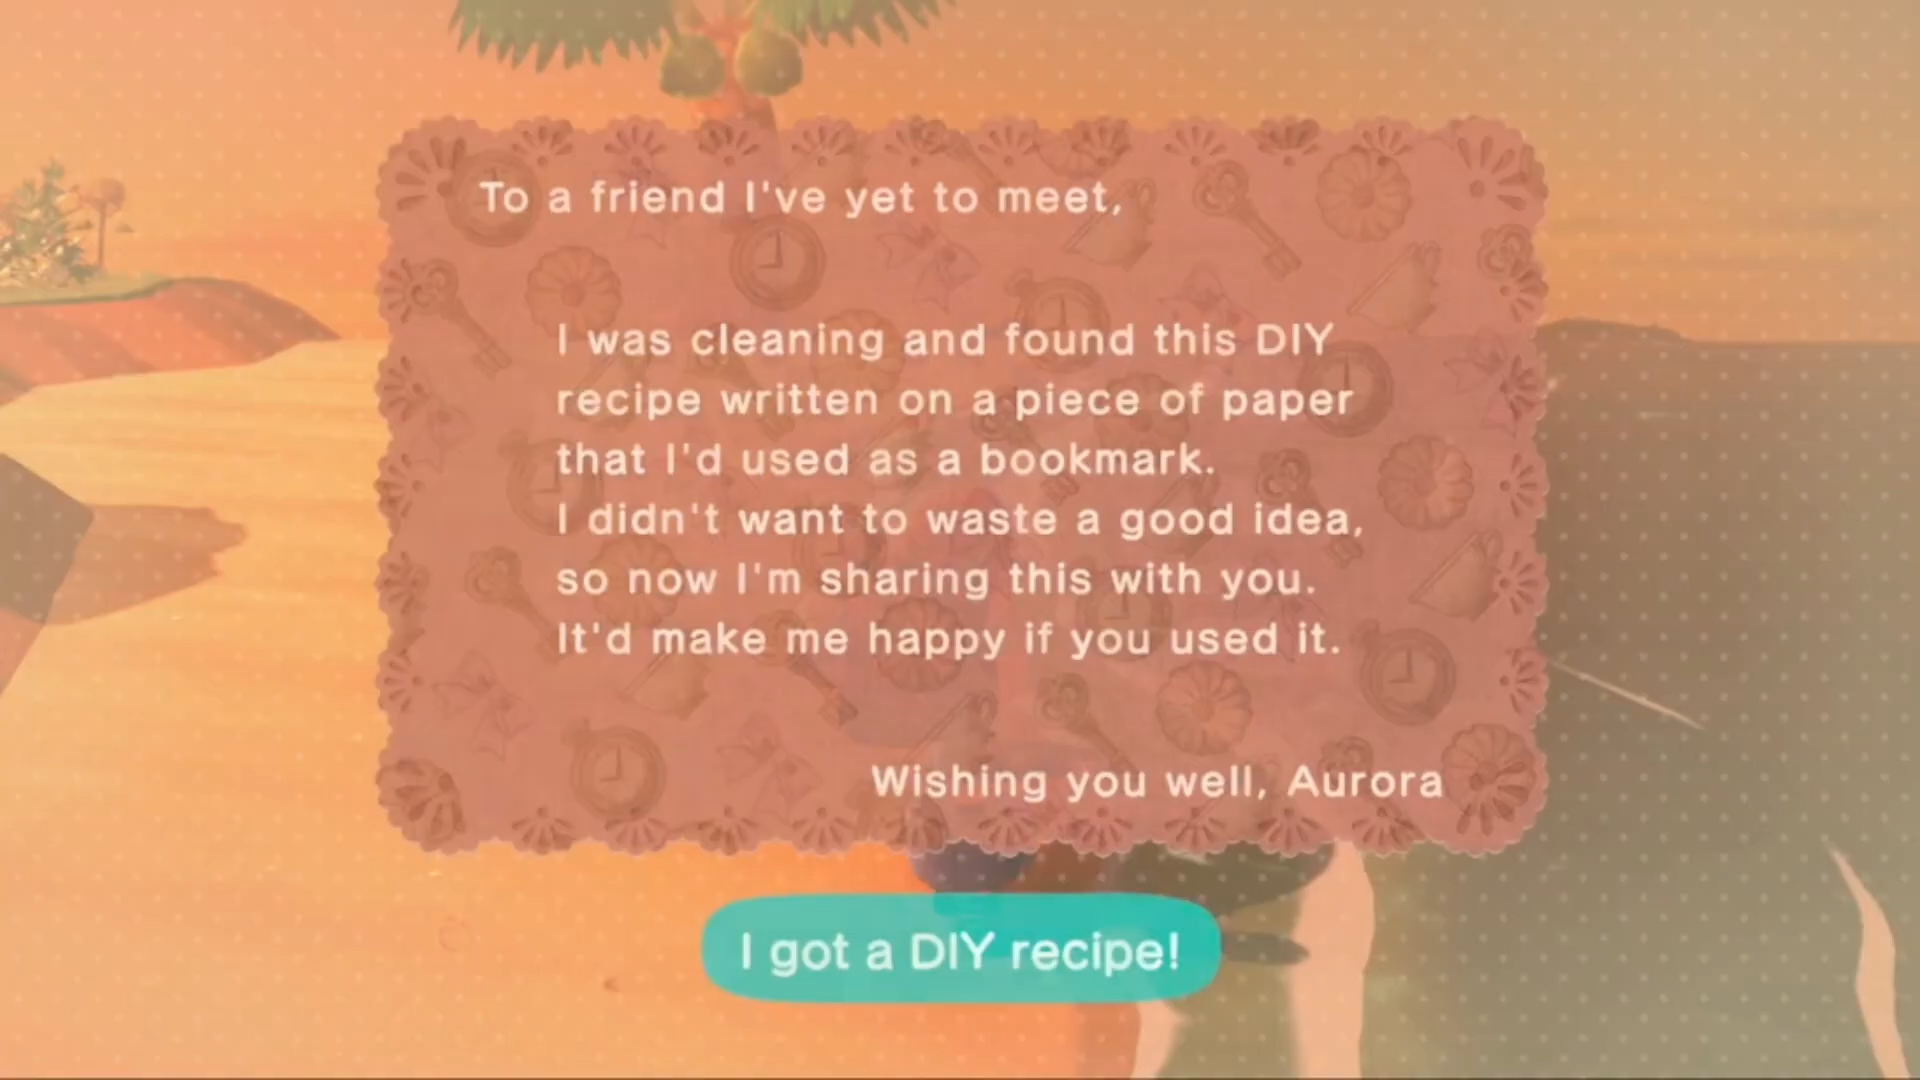 To a friend I've yet to meet,
I was cleaning and found this DIY
recipe written on a piece of paper
that I'd used as a bookmark.
I didn't want to waste a good idea,
so now I'm sharing this with you.
It'd make me happy if you used it.
Wishing you well, Aurora
I got a DIY recipe!